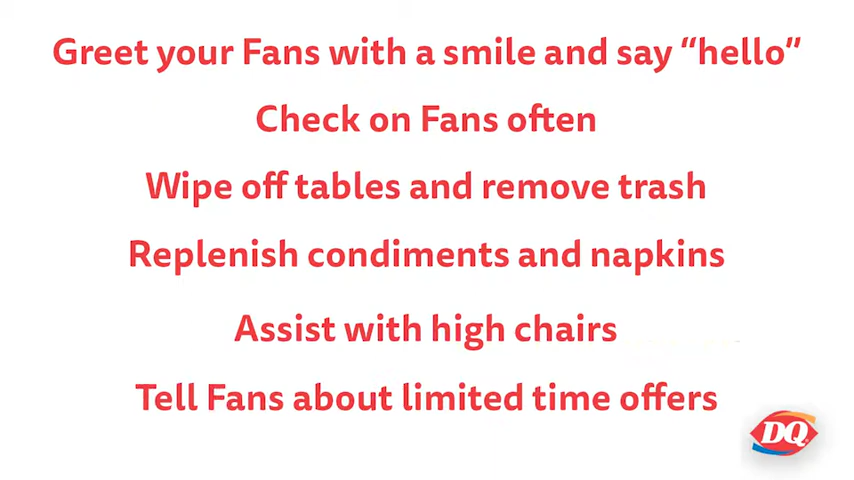 Greet your Fans with a smile and say “hello”
Check on Fans often
Wipe off tables and remove trash
Replenish condiments and napkins
Assist with high chairs
Tell Fans about limited time offers
DQ